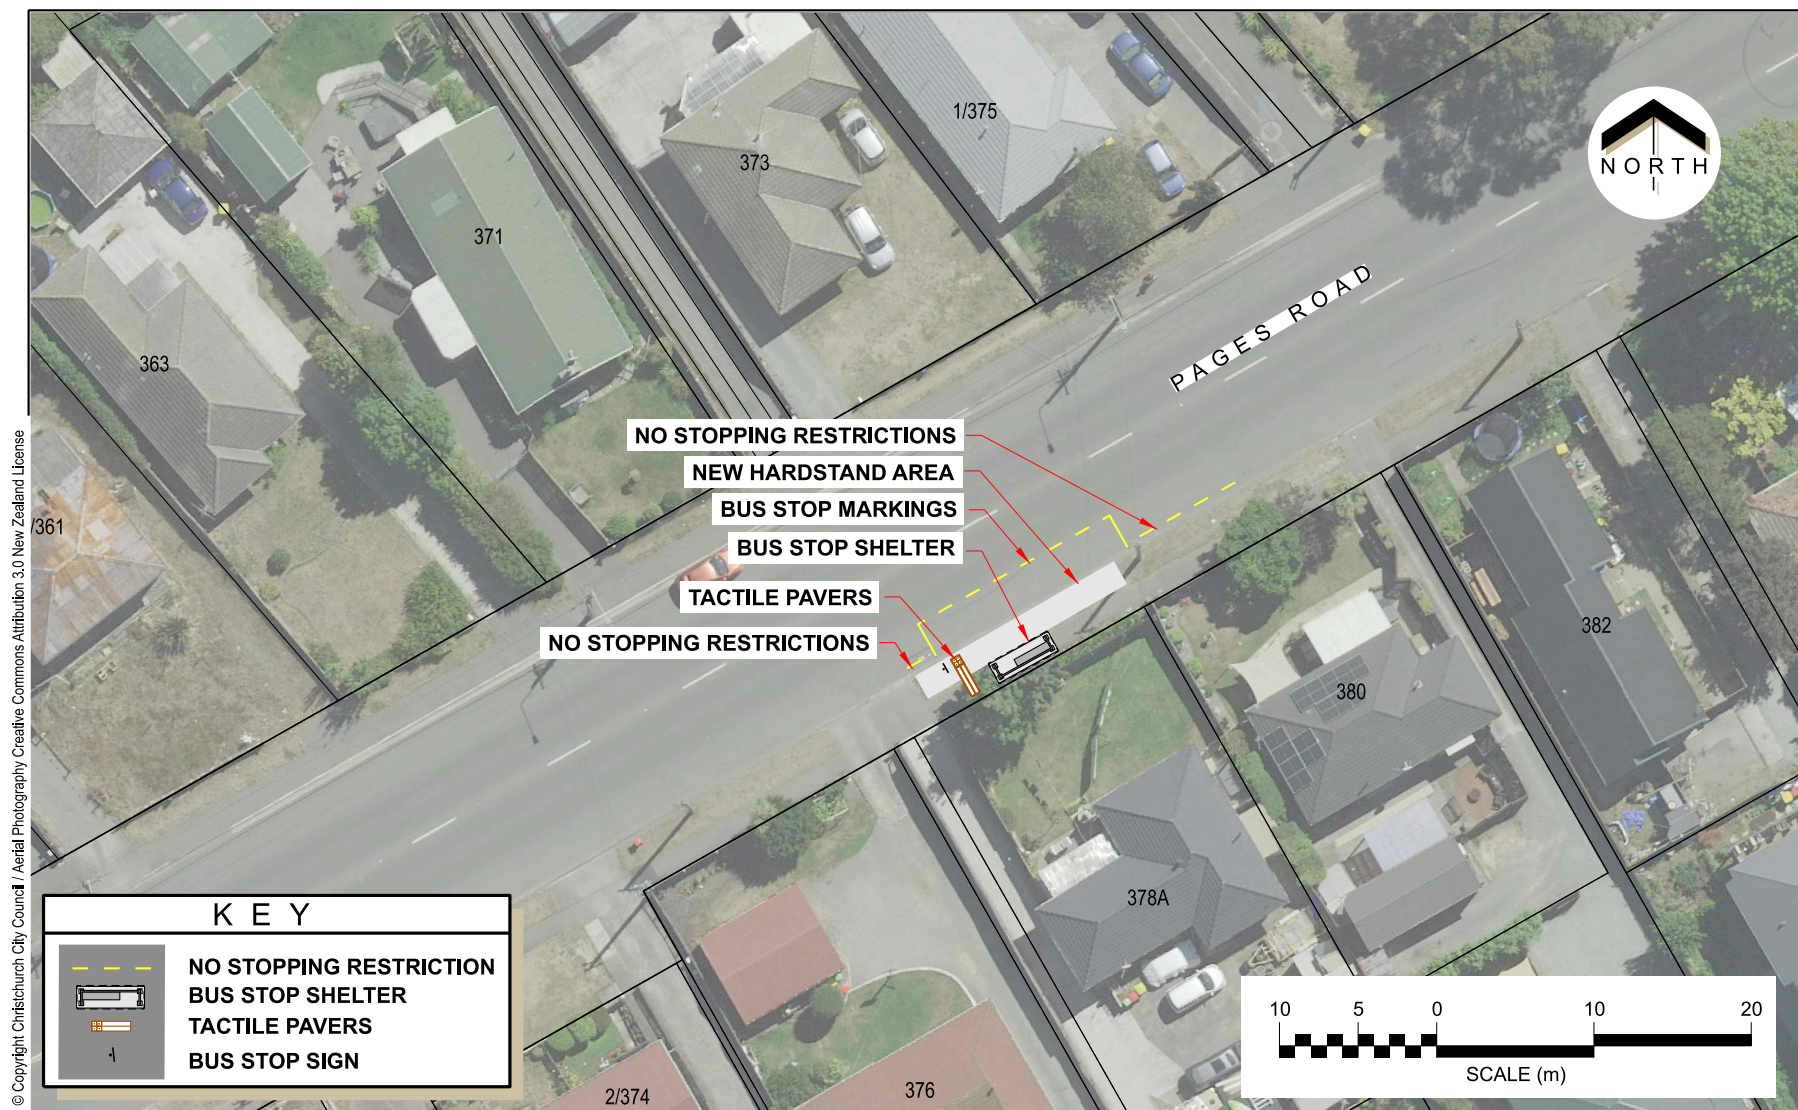 1/375
373
371
NORTH
PAGES ROAD
363
NO STOPPING RESTRICTIONS
NEW HARDSTAND AREA
BUS STOP MARKINGS
BUS STOP SHELTER
TACTILE PAVERS
NO STOPPING RESTRICTIONS
/361
382
380
378A
376
2/374
KEY
NO STOPPING RESTRICTION
BUS STOP SHELTER
TACTILE PAVERS
BUS STOP SIGN
10 5 0 10 20
SCALE (m)
© Copyright Christchurch City Council / Aerial Photography Creative Commons Attribution 3.0 New Zealand License